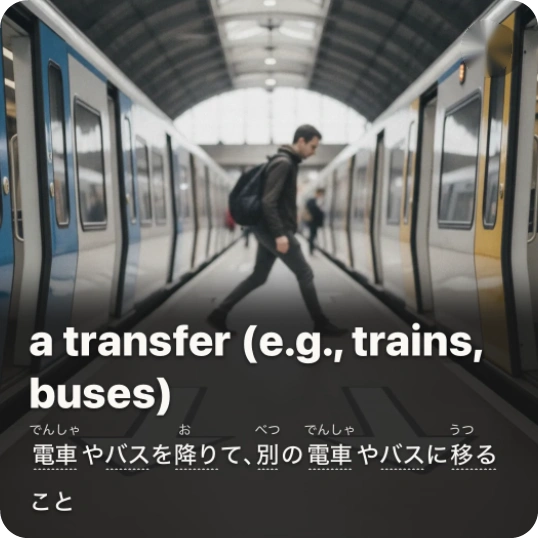 a transfer (e.g., trains,
buses)
でんしゃ お べつ でんしゃ うつ
電車やバスを降りて、別の電車やバスに移る
こと